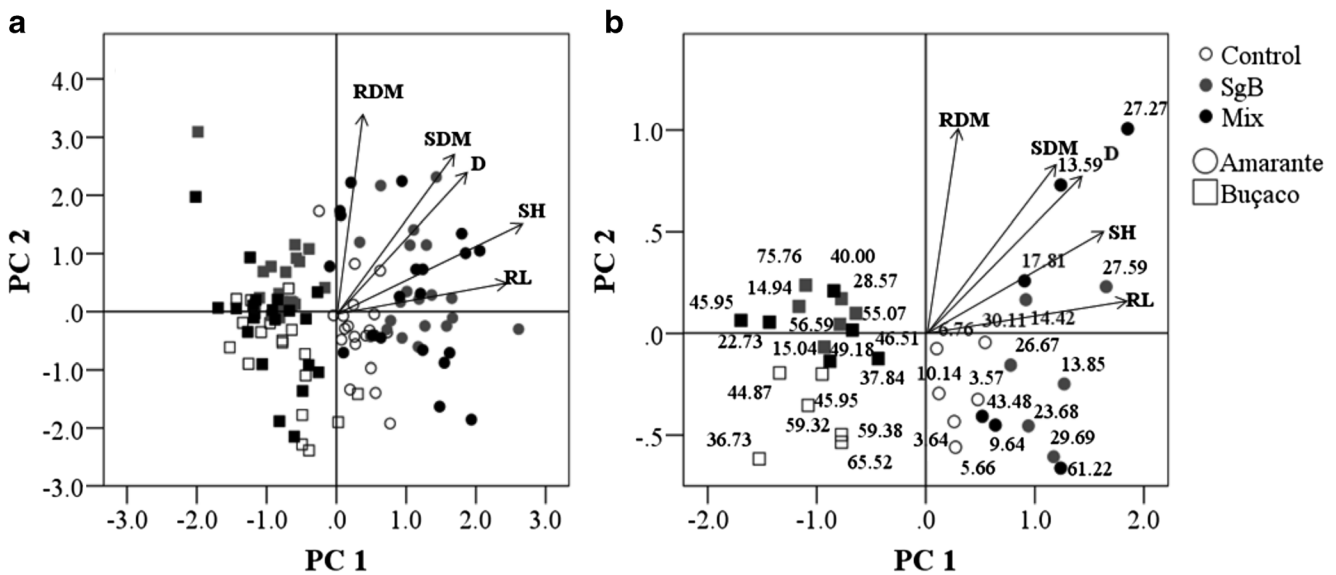 a
b
4.0
3.0
2.0
1.0
.0
-1.0
-2.0
-3.0
PC 2
RDM
SDM
D
SH
RL
-3.0
-2.0
-1.0
.0
1.0
2.0
3.0
PC 1
1.0
.5
.0
-.5
PC 2
RDM
SDM
D
SH
RL
27.27
13.59
17.81
27.59
75.76
40.00
28.57
14.94
45.95
55.07
56.59
6.76
30.11
14.42
22.73
15.04
49.18
46.51
26.67
44.87
37.84
10.14
3.57
13.85
45.95
43.48
59.32
59.38
3.64
9.64
23.68
36.73
65.52
5.66
29.69
61.22
-2.0
-1.0
.0
1.0
2.0
PC 1
Control
SgB
Mix
Amarante
Buçaco